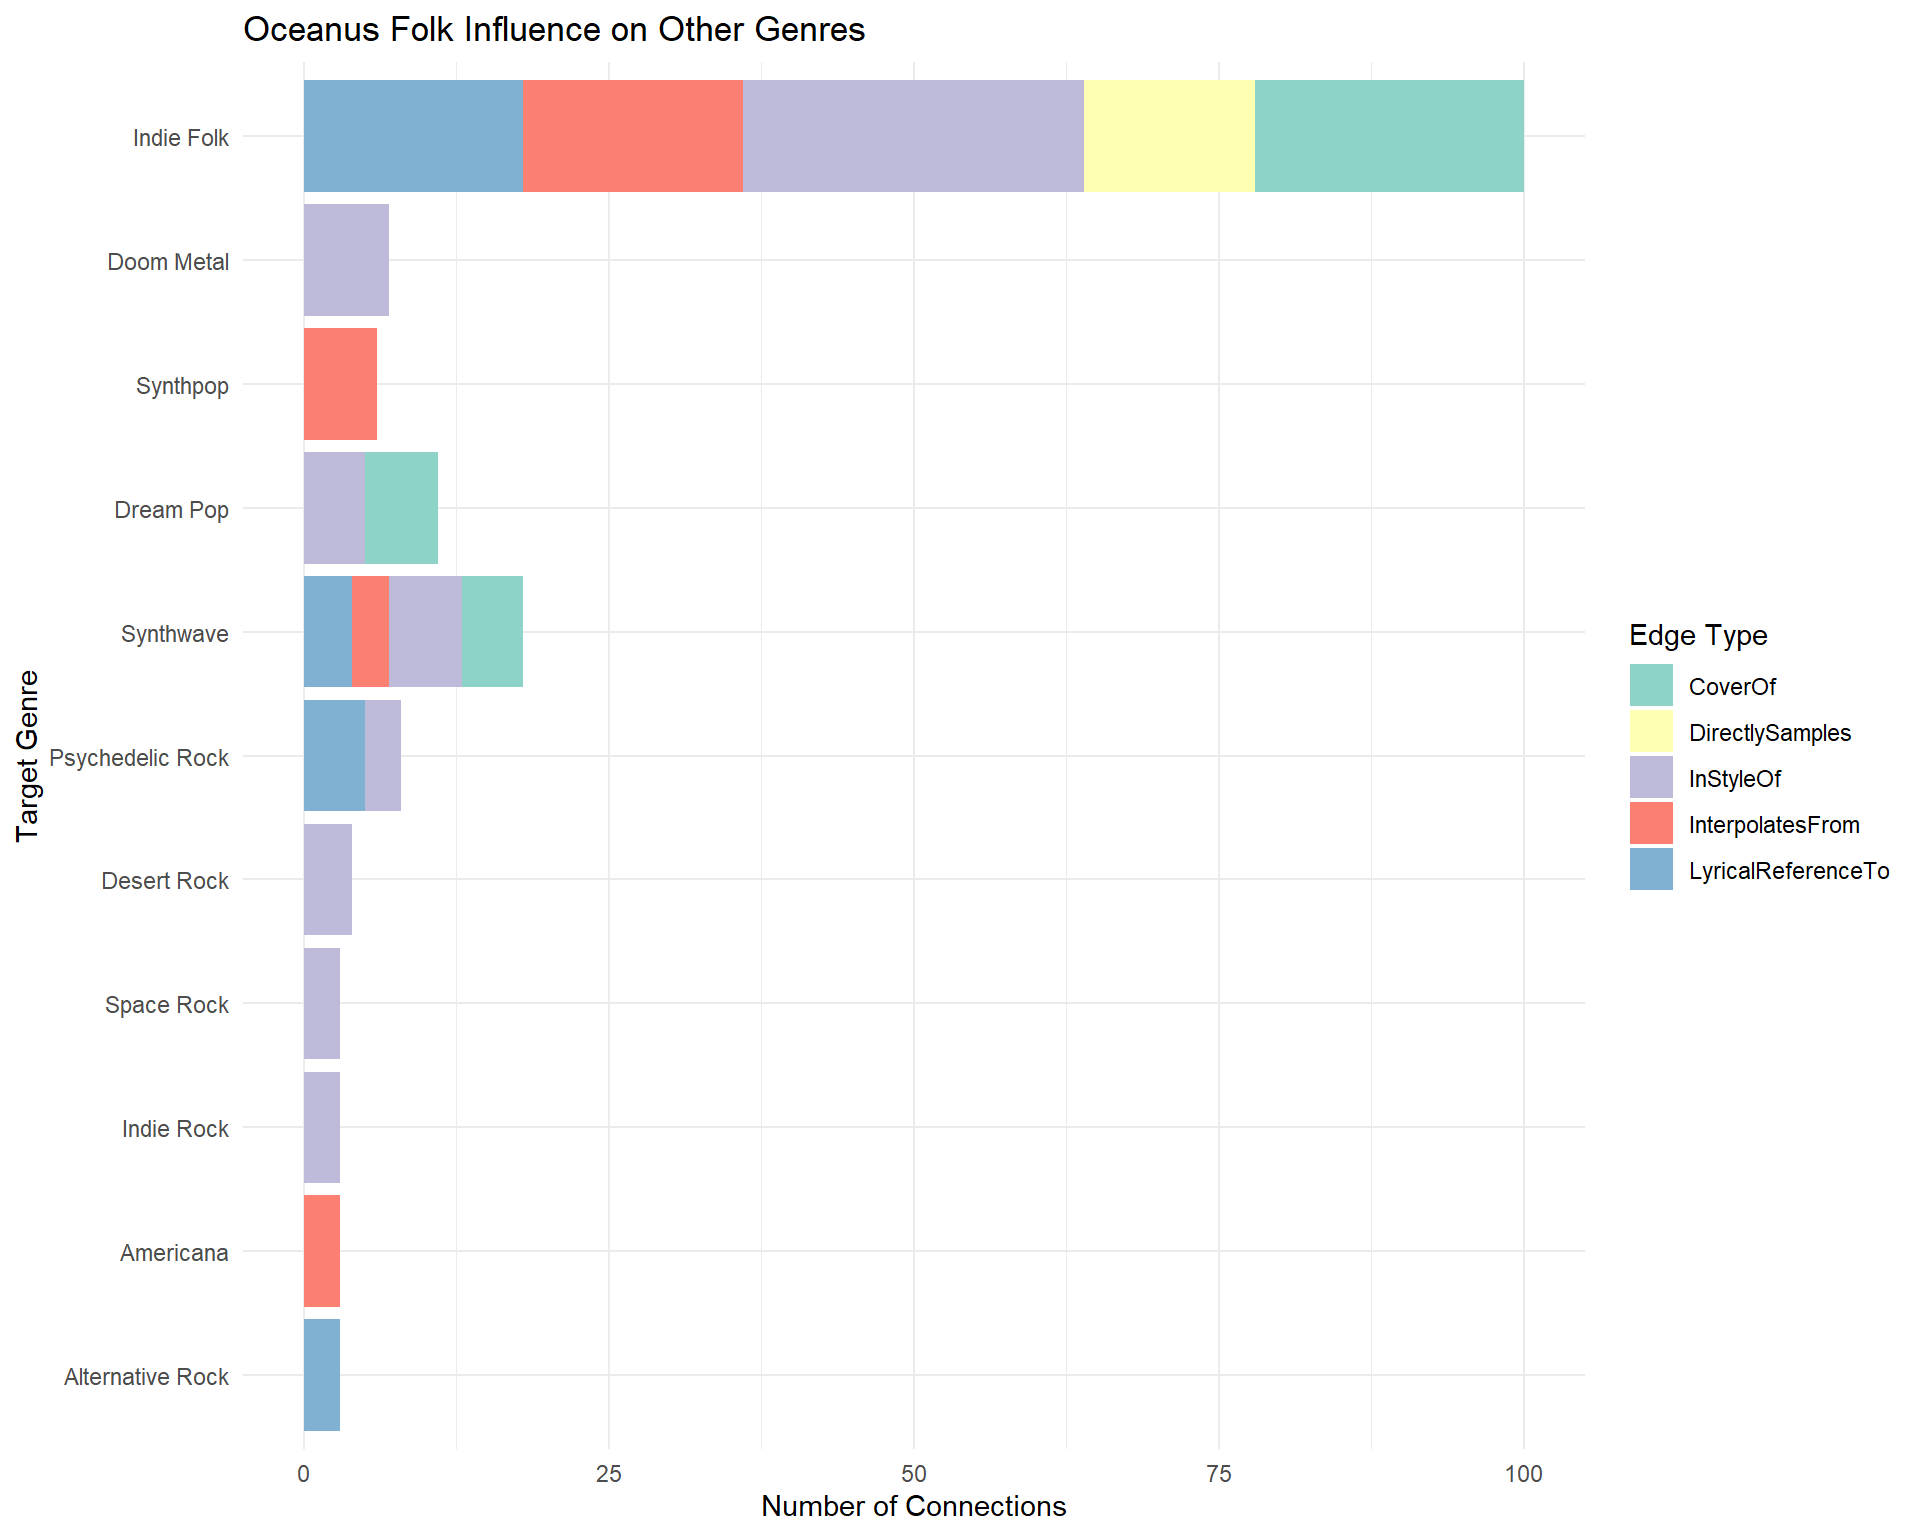 Oceanus Folk Influence on Other Genres
Indie Folk
Doom Metal
Synthpop
Dream Pop
Synthwave
Psychedelic Rock
Desert Rock
Space Rock
Indie Rock
Americana
Alternative Rock
Target Genre
0 25 50 75 100
Number of Connections
Edge Type
CoverOf
DirectlySamples
InStyleOf
InterpolatesFrom
LyricalReferenceTo